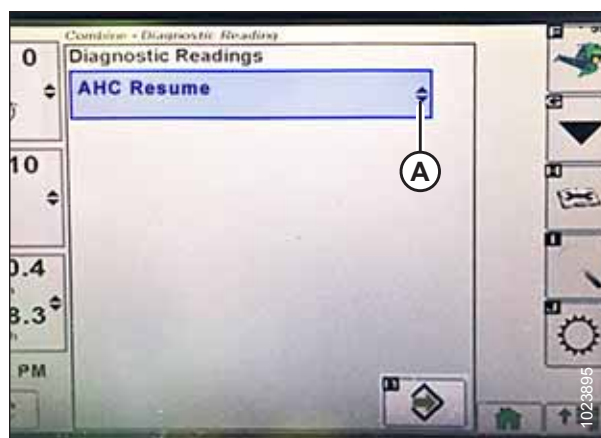 Combine - Diagnostic Reading
Diagnostic Readings
0
AHC Resume
A
10
0.4
8.3
PM
1023895